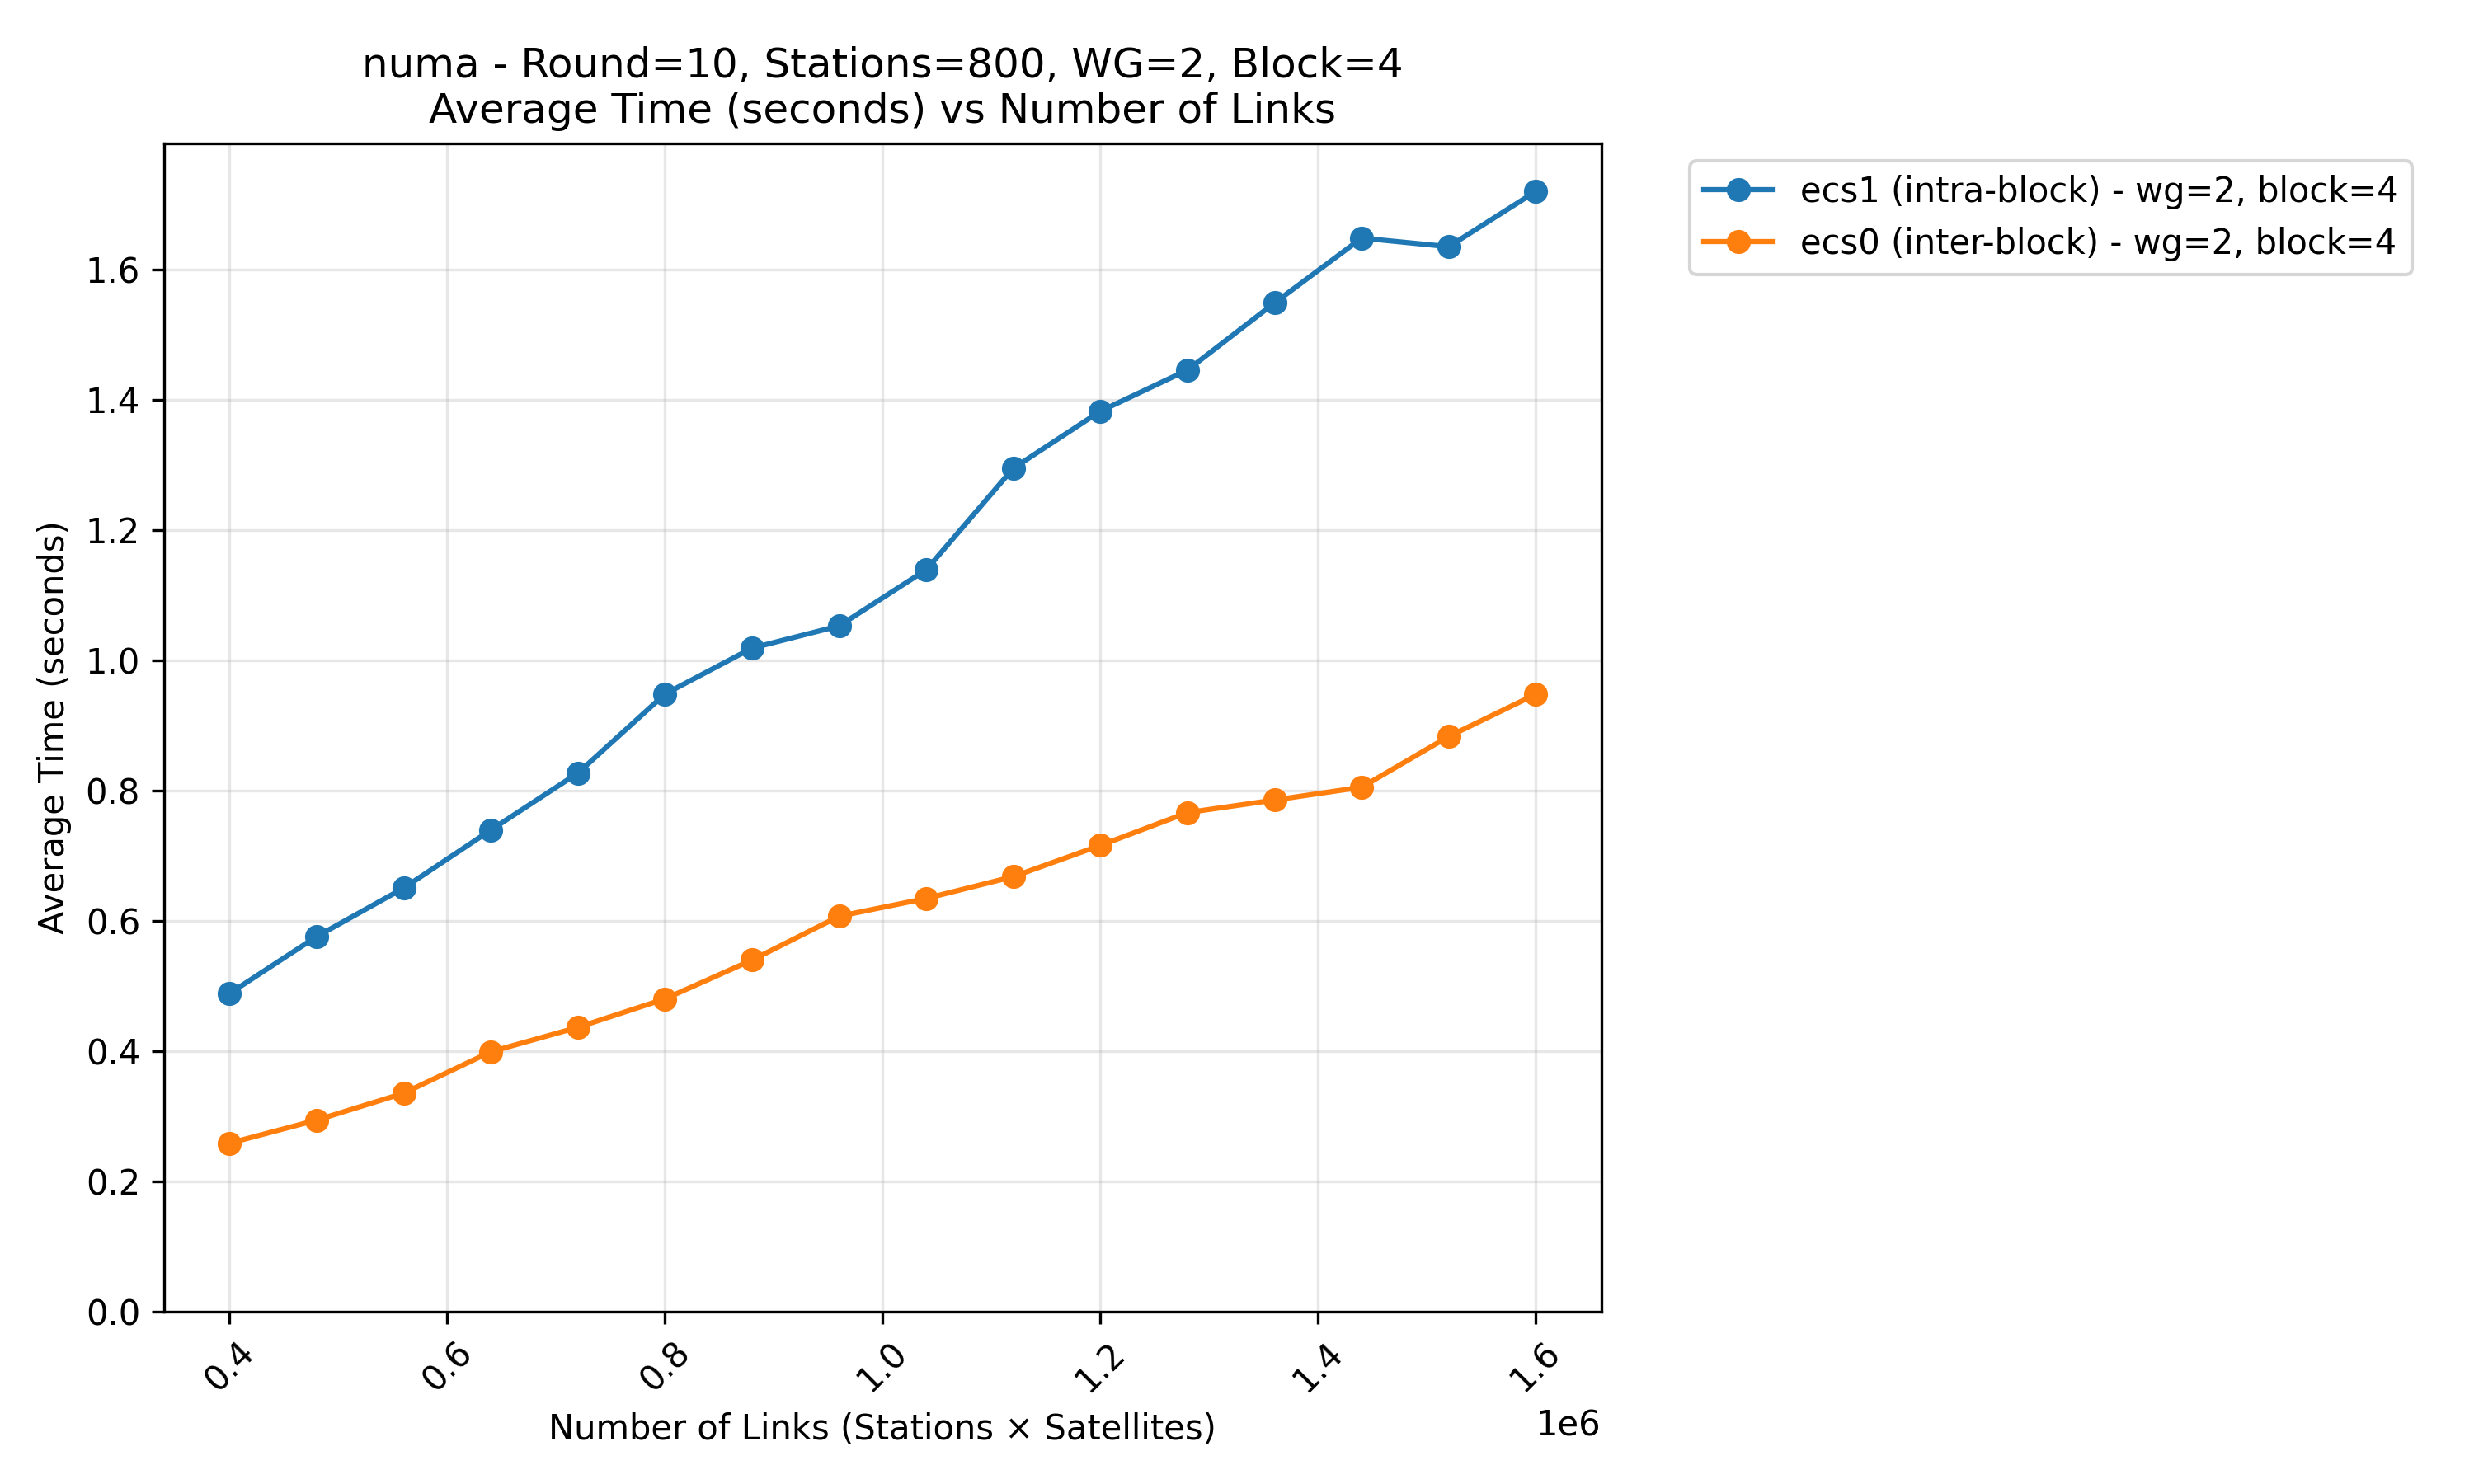 numa - Round=10, Stations=800, WG=2, Block=4
Average Time (seconds) vs Number of Links
ecs1 (intra-block) - wg=2, block=4
ecs0 (inter-block) - wg=2, block=4
Average Time (seconds)
1.6
1.4
1.2
1.0
0.8
0.6
0.4
0.2
0.0
0.4
0.6
0.8
1.0
1.2
1.4
1.6
1e6
Number of Links (Stations × Satellites)